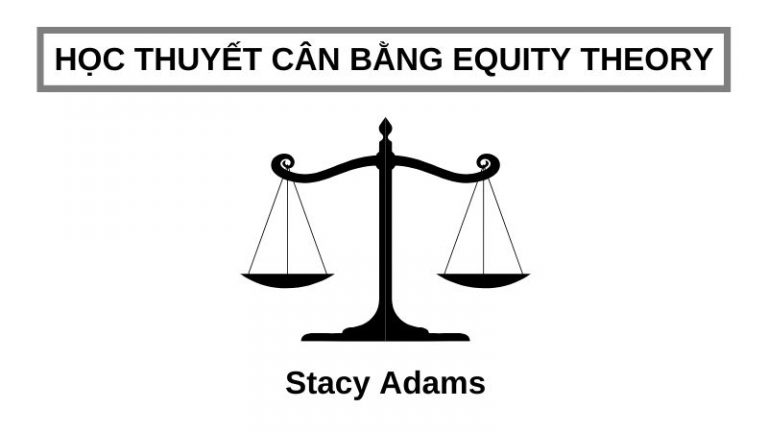 HỌC THUYẾT CÂN BẰNG EQUITY THEORY
Stacy Adams